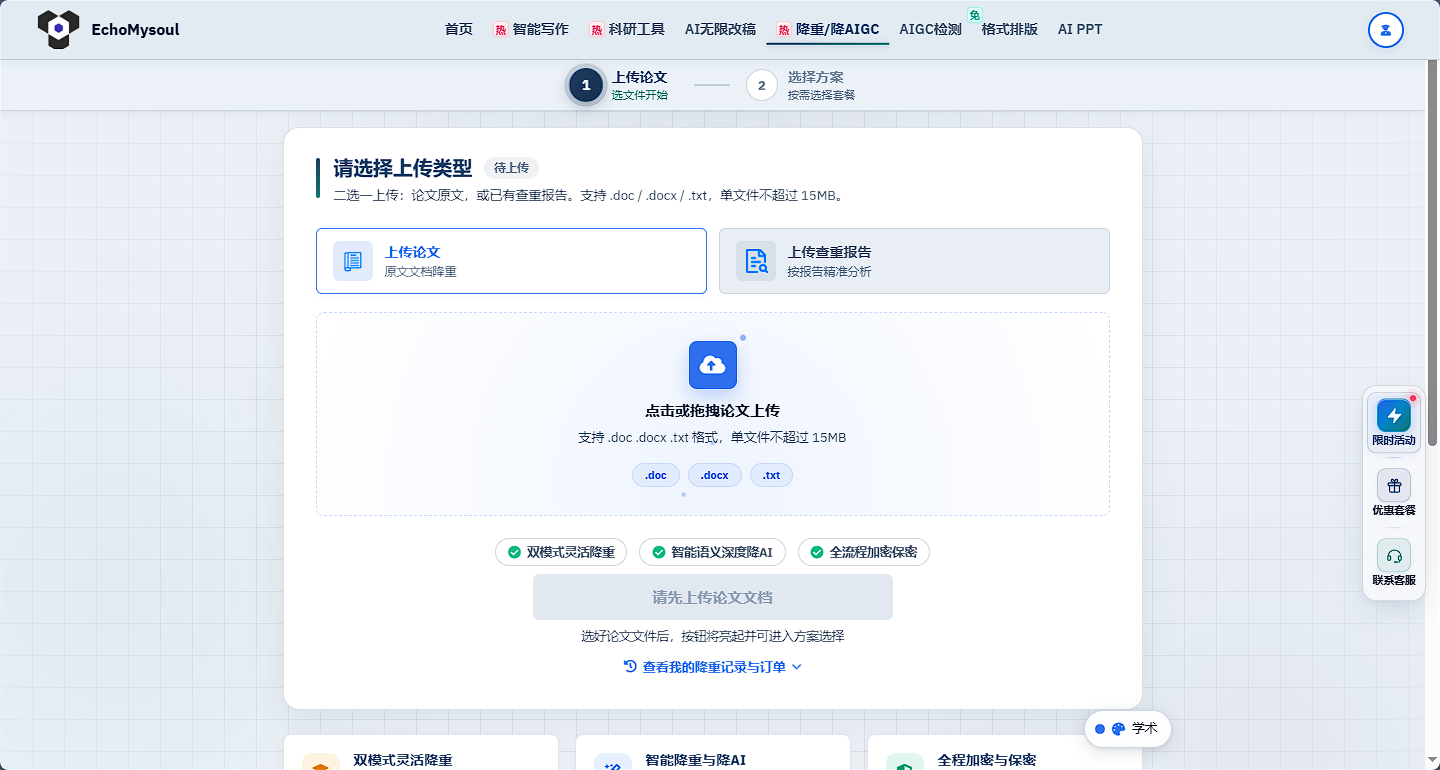 EchoMysoul
首页
热 智能写作
热 科研工具
AI无限改稿
热 降重/降AIGC
AIGC检测
免
格式排版
AI PPT
1
上传论文
选文件开始
2
选择方案
按需选择套餐
请选择上传类型
待上传
二选一上传：论文原文，或已有查重报告。支持 .doc / .docx / .txt，单文件不超过 15MB。
上传论文
原文文档降重
上传查重报告
按报告精准分析
点击或拖拽论文上传
支持 .doc .docx .txt 格式，单文件不超过 15MB
.doc
.docx
.txt
双模式灵活降重
智能语义深度降AI
全流程加密保密
请先上传论文文档
选好论文文件后，按钮将亮起并可进入方案选择
查看我的降重记录与订单
限时活动
优惠套餐
联系客服
学术
双模式灵活降重
智能降重与降AI
全程加密与保密